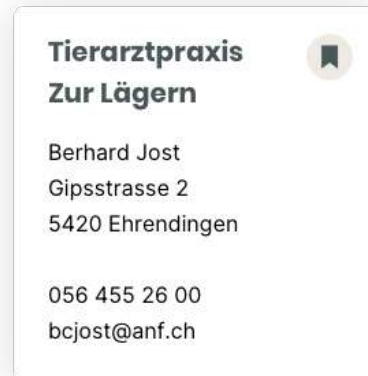 Tierarztpraxis
Zur Lägern
Berhard Jost
Gipsstrasse 2
5420 Ehrendingen
056 455 26 00
bcjost@anf.ch